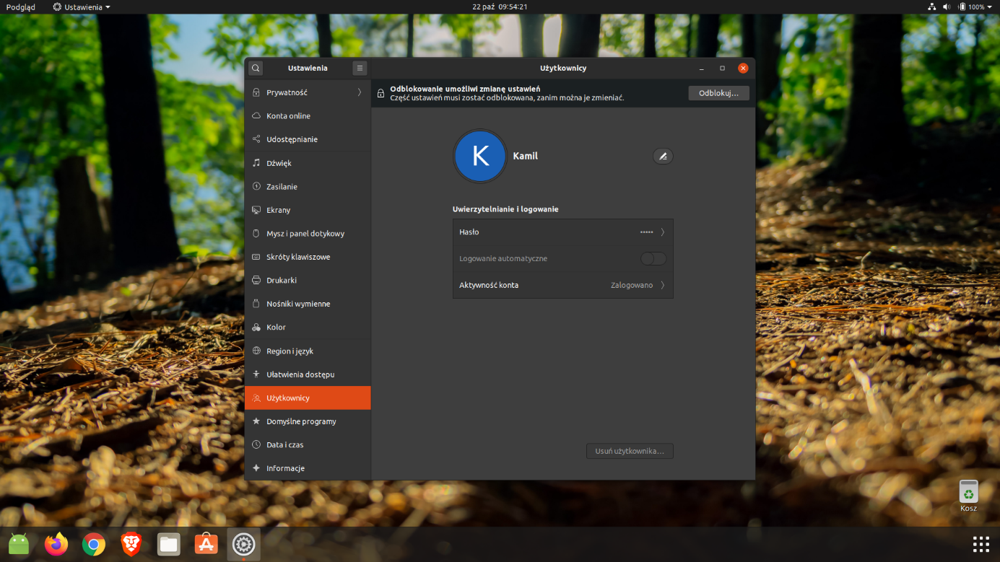 Podgląd
Ustawienia
22 paź 09:54:21
100%
Ustawienia
Użytkownicy
Odblokowanie umożliwi zmianę ustawień
Część ustawień musi zostać odblokowana, zanim można je zmieniać.
Odblokuj…
Prywatność
Konta online
Udostępnianie
Dźwięk
Zasilanie
Ekrany
Mysz i panel dotykowy
Skróty klawiszowe
Drukarki
Nośniki wymienne
Kolor
Region i język
Ułatwienia dostępu
Użytkownicy
Domyślne programy
Data i czas
Informacje
K
Kamil
Uwierzytelnianie i logowanie
Hasło
Logowanie automatyczne
Aktywność konta Zalogowano
Usuń użytkownika…
Kosz